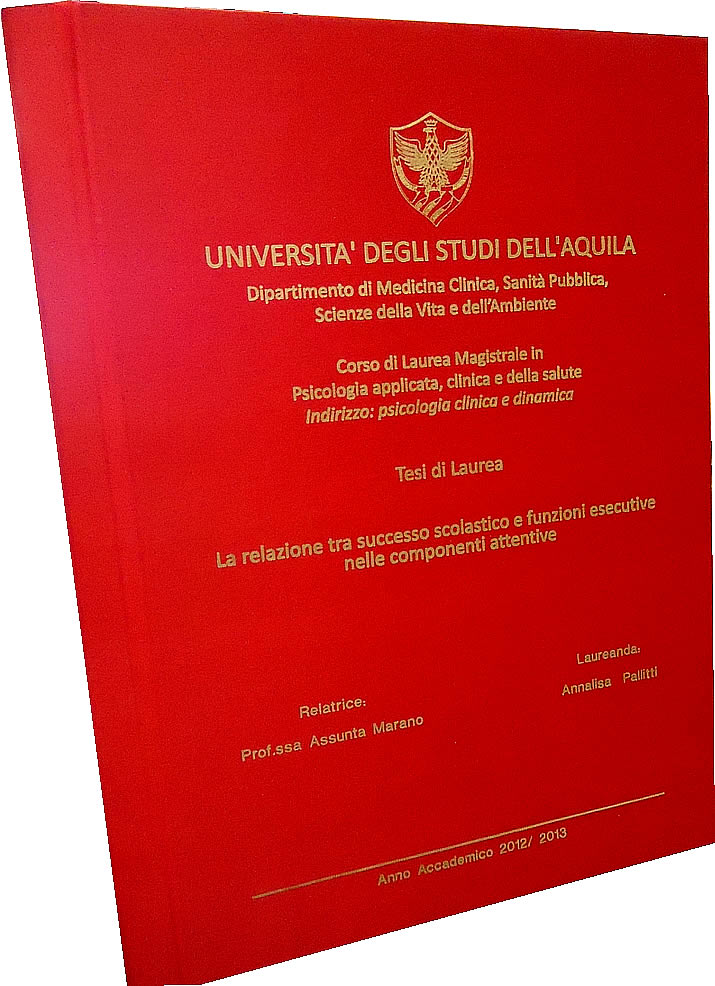 UNIVERSITA' DEGLI STUDI DELL'AQUILA
Dipartimento di Medicina Clinica, Sanità Pubblica,
Scienze della Vita e dell'Ambiente
Corso di Laurea Magistrale in
Psicologia applicata, clinica e della salute
Indirizzo: psicologia clinica e dinamica
Tesi di Laurea
La relazione tra successo scolastico e funzioni esecutive
nelle componenti attentive
Relatrice:
Prof.ssa Assunta Marano
Laureanda:
Annalisa Pallitti
Anno Accademico 2012/ 2013